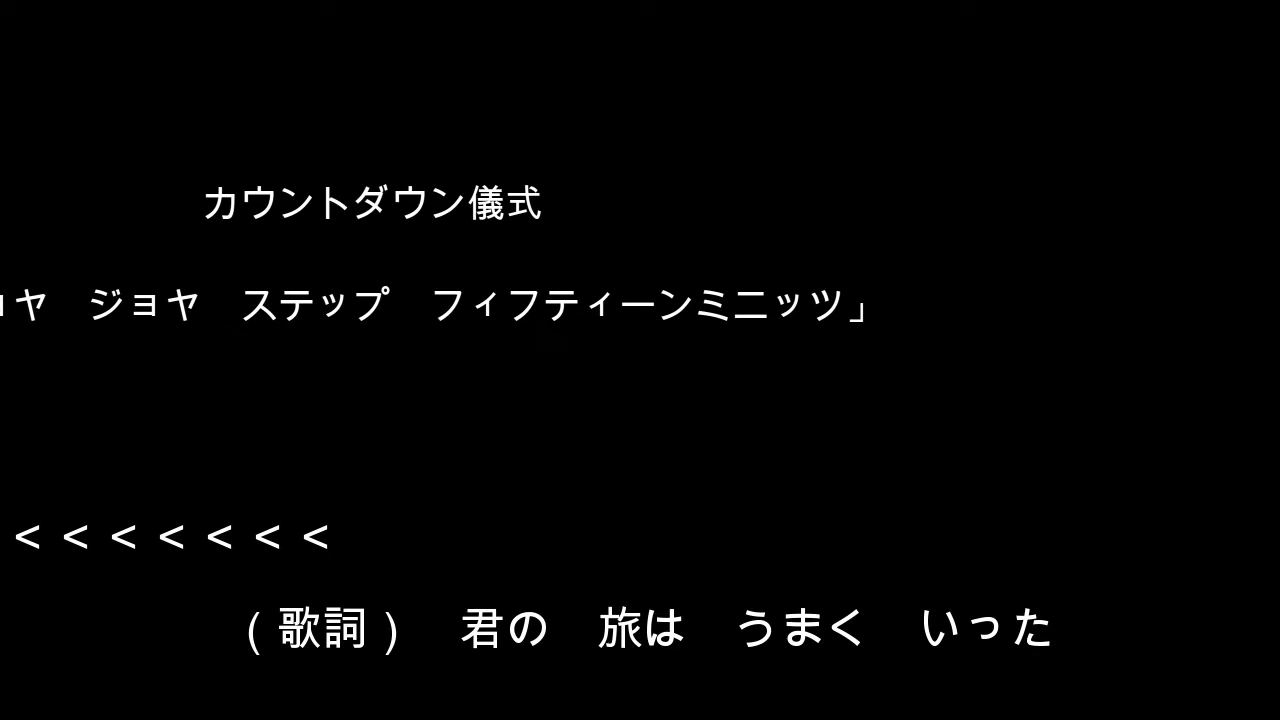 カウントダウン儀式
ヤ　ジョヤ　ステップ　フィフティーンミニッツ」
＜＜＜＜＜＜＜
（歌詞）　君の　旅は　うまく　いった